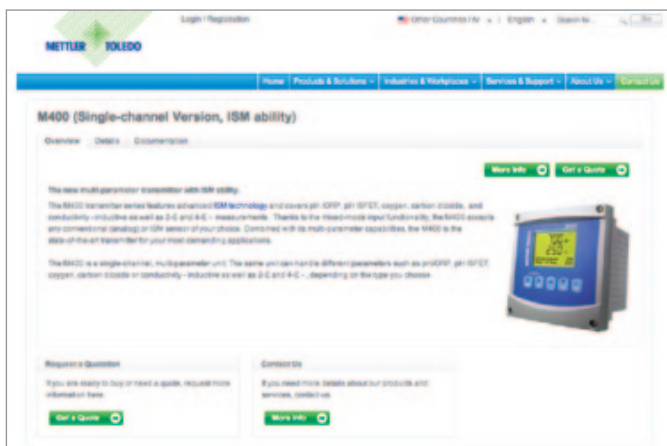 Login / Registration
Other Countries / English Search for Go
METTLER TOLEDO
Home Products & Solutions Industries & Workplaces Services & Support About Us Contact Us
M400 (Single-channel Version, ISM ability)
Overview Details Documentation
More Info Get a Quote
The new multi-parameter transmitter with ISM ability.
The M400 transmitter series features advanced ISM technology and covers pH /ORP, pH ISFET, oxygen, carbon dioxide, and
conductivity - inductive as well as 2-E and 4-E - measurements. Thanks to the mixed-mode input functionality, the M400 accepts
any conventional (analog) or ISM sensor of your choice. Combined with its multi-parameter capabilities, the M400 is the
state-of-the-art transmitter for your most demanding applications.
The M400 is a single-channel, multi-parameter unit. The same unit can handle different parameters such as pH/ORP, pH ISFET,
oxygen, carbon dioxide or conductivity - inductive as well as 2-E and 4-E -, depending on the type you choose.
Request a Quotation
If you are ready to buy or need a quote, request more
information here.
Get a Quote
Contact Us
If you need more details about our products and
services, contact us.
More Info